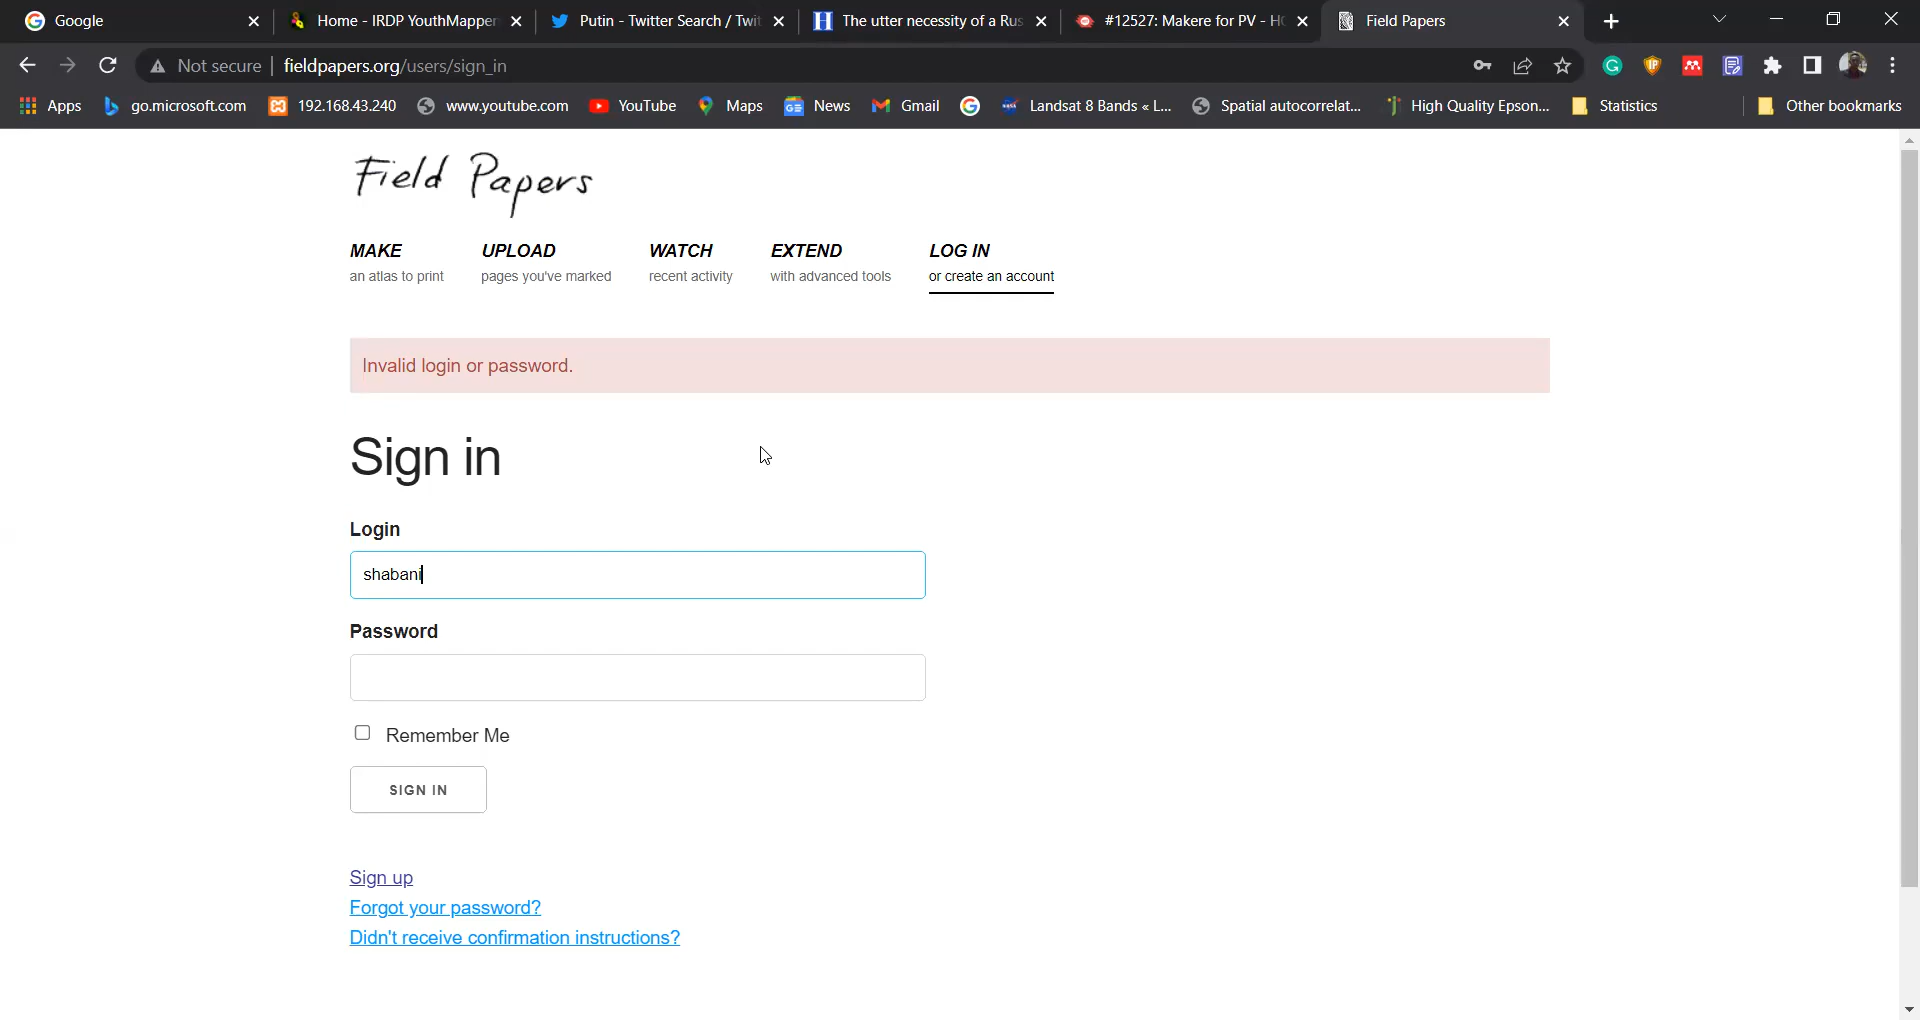 Google
Home - IRDP YouthMapper
Putin - Twitter Search / Twit
The utter necessity of a Rus
#12527: Makere for PV - HO
Field Papers
Not secure | fieldpapers.org/users/sign_in
Apps
go.microsoft.com
192.168.43.240
www.youtube.com
YouTube
Maps
News
Gmail
Landsat 8 Bands « L...
Spatial autocorrelat...
High Quality Epson...
Statistics
Other bookmarks
Field Papers
MAKE
an atlas to print
UPLOAD
pages you've marked
WATCH
recent activity
EXTEND
with advanced tools
LOG IN
or create an account
Invalid login or password.
Sign in
Login
shabani
Password
Remember Me
SIGN IN
Sign up
Forgot your password?
Didn't receive confirmation instructions?